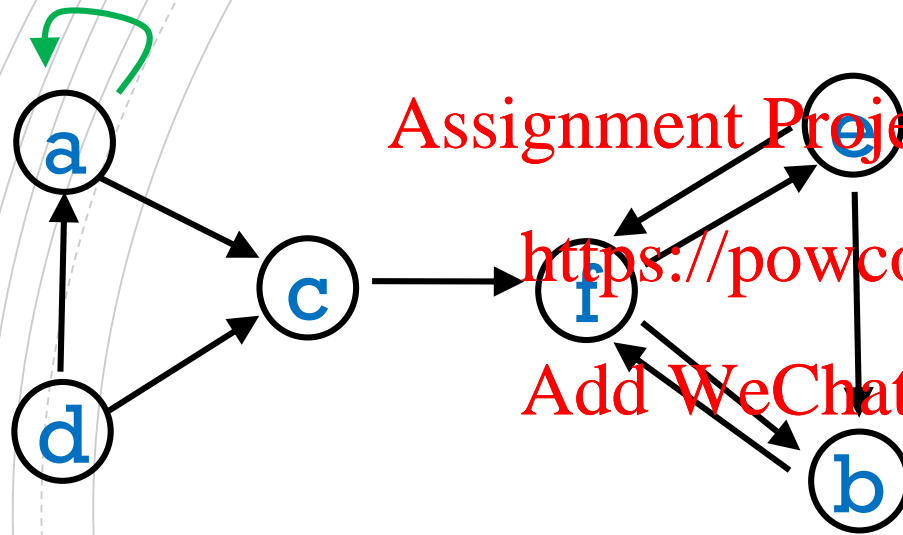 Assignment Proje
a
e
https://powco
c
f
Add WeChat
d
b